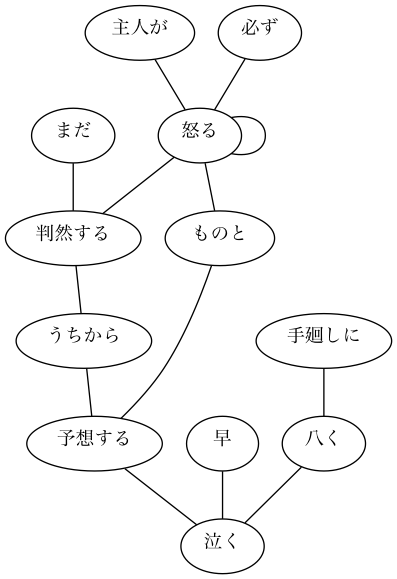 主人が
必ず
まだ
怒る
判然する
ものと
うちから
手廻しに
予想する
早
八く
泣く